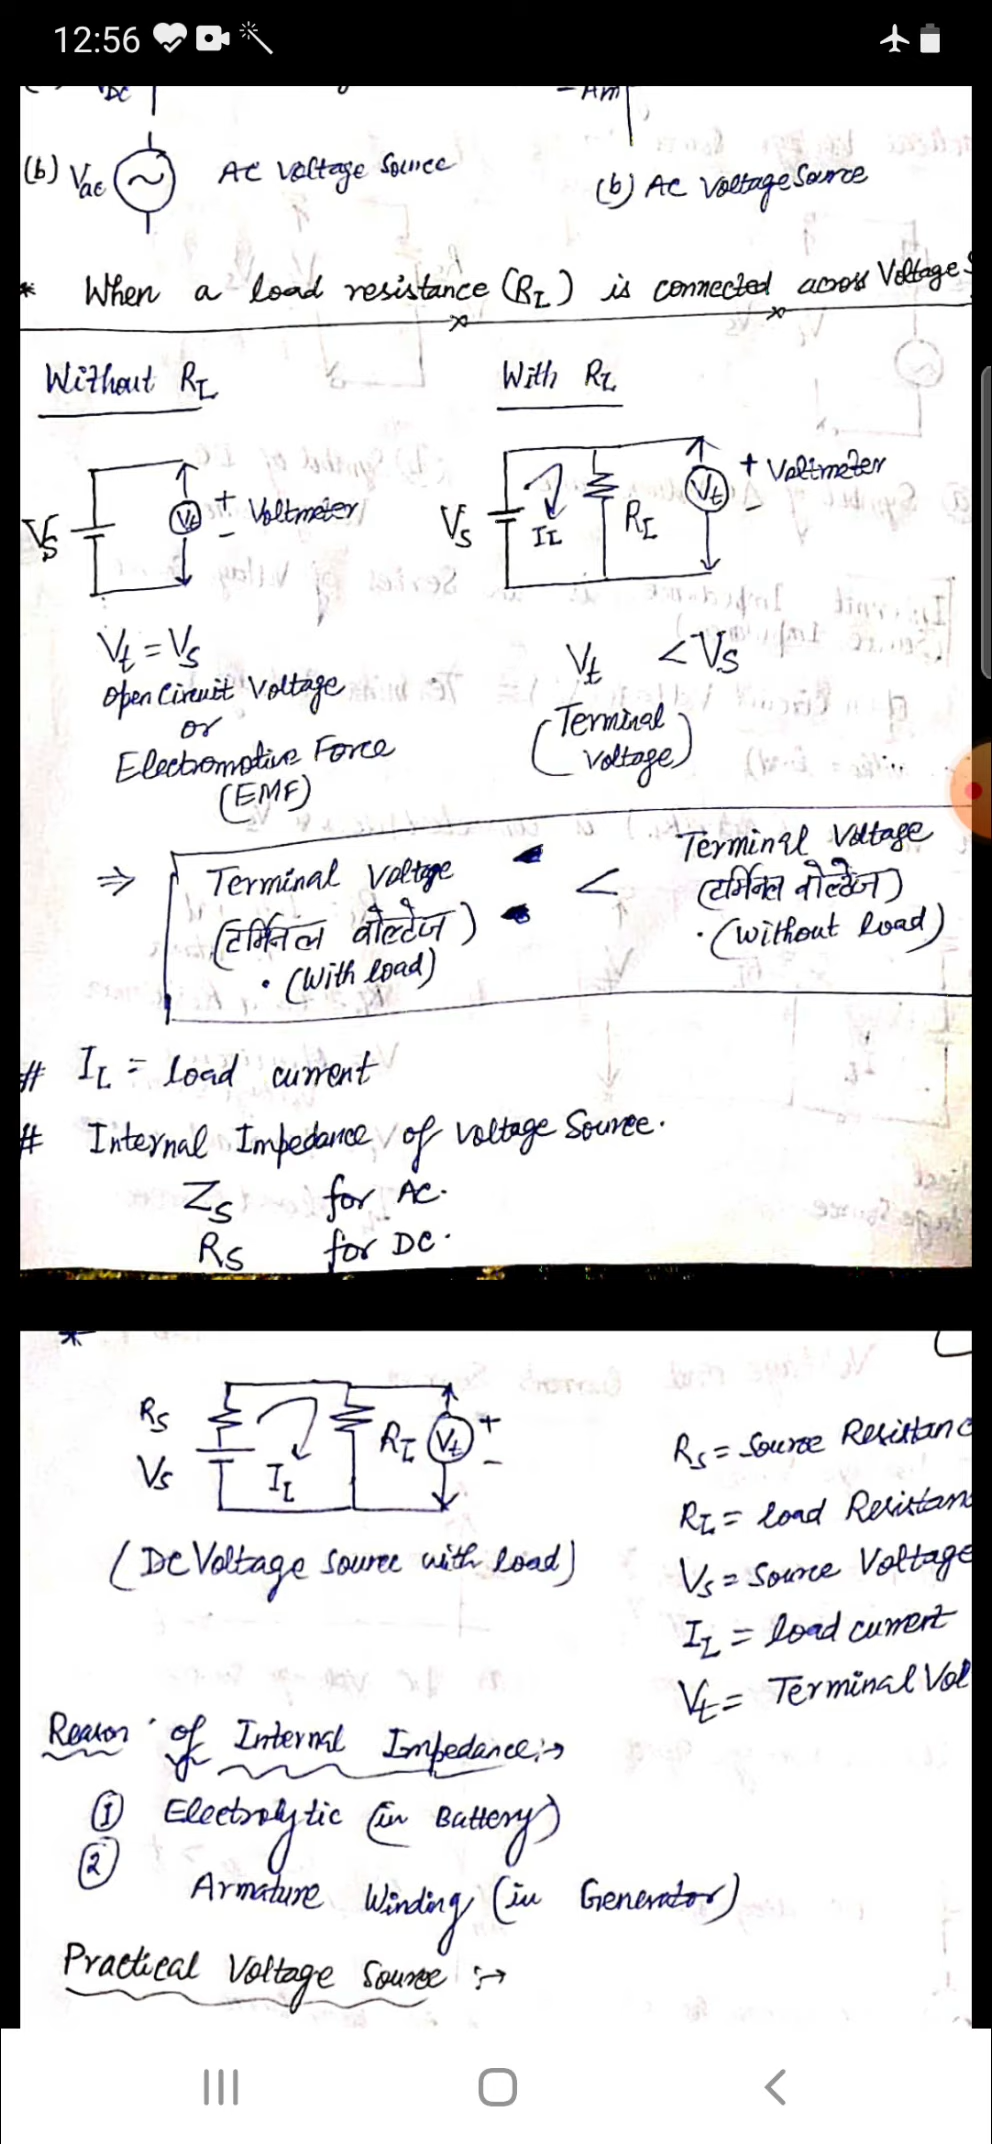 12:56
VDC
- Am
(b) Vac AC Voltage Source
(b) AC Voltage Source
* When a load resistance (RL) is connected across Voltage S
Without RL
With RL
VS Vt + - Voltmeter
VS IL RL Vt + - Voltmeter
Vt = VS
Open Circuit Voltage
or
Electromotive Force
(EMF)
Vt < VS
(Terminal
Voltage)
⇒ Terminal Voltage < Terminal Voltage
(टर्मिनल वोल्टेज) (टर्मिनल वोल्टेज)
• (With load) • (Without load)
# IL = load current
# Internal Impedance of Voltage Source.
ZS for AC.
RS for DC.
*
RS
VS IL RL Vt + -
(DC Voltage Source with load)
RS = Source Resistanc
RL = load Resistan
VS = Source Voltage
IL = load current
Vt = Terminal Vol
Reason of Internal Impedance :→
① Electrolytic (in Battery)
② Armature Winding (in Generator)
Practical Voltage Source :→